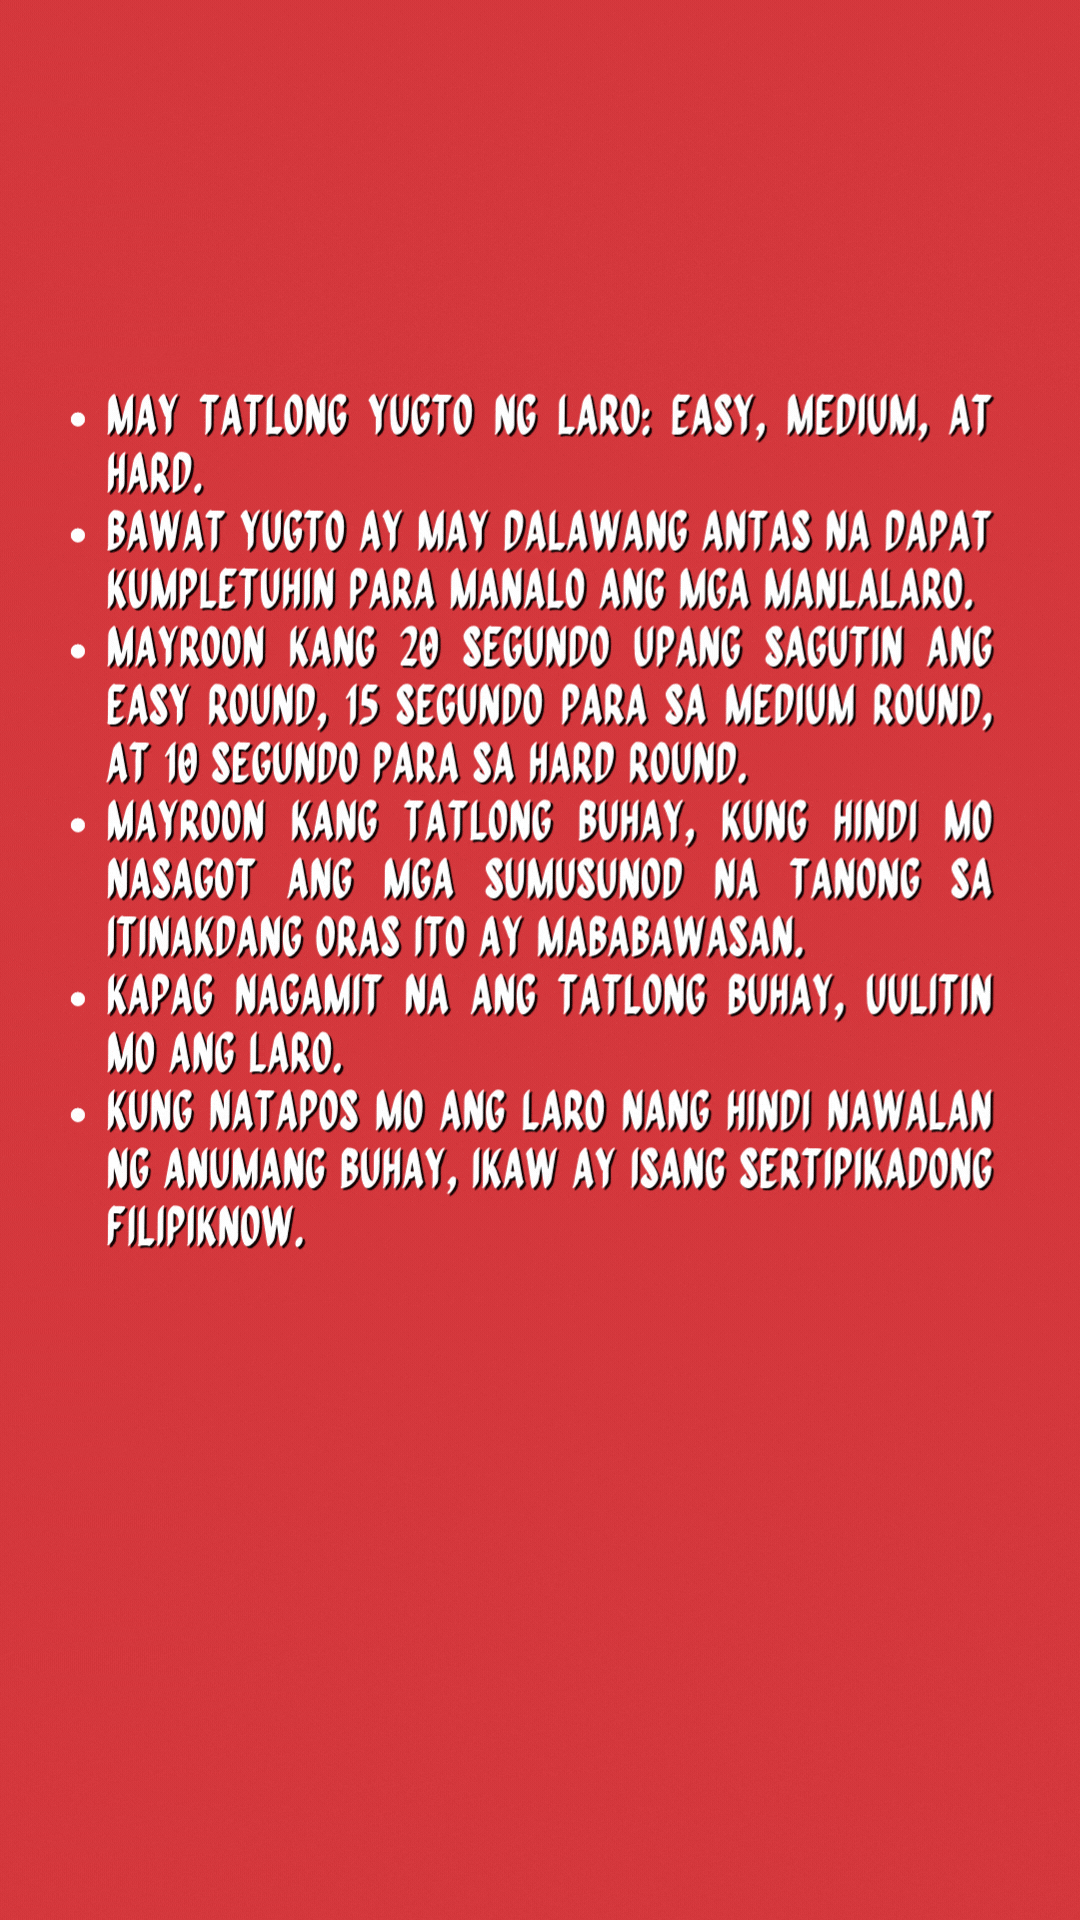 • MAY TATLONG YUGTO NG LARO: EASY, MEDIUM, AT
HARD.
• BAWAT YUGTO AY MAY DALAWANG ANTAS NA DAPAT
KUMPLETUHIN PARA MANALO ANG MGA MANLALARO.
• MAYROON KANG 20 SEGUNDO UPANG SAGUTIN ANG
EASY ROUND, 15 SEGUNDO PARA SA MEDIUM ROUND,
AT 10 SEGUNDO PARA SA HARD ROUND.
• MAYROON KANG TATLONG BUHAY, KUNG HINDI MO
NASAGOT ANG MGA SUMUSUNOD NA TANONG SA
ITINAKDANG ORAS ITO AY MABABAWASAN.
• KAPAG NAGAMIT NA ANG TATLONG BUHAY, UULITIN
MO ANG LARO.
• KUNG NATAPOS MO ANG LARO NANG HINDI NAWALAN
NG ANUMANG BUHAY, IKAW AY ISANG SERTIPIKADONG
FILIPIKNOW.